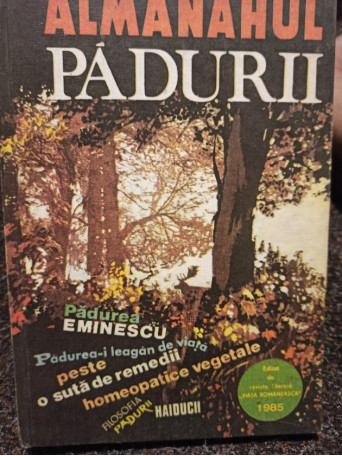 ALMANAHUL
PĂDURII
Pădurea
EMINESCU
Pădurea-i leagăn de viață
peste
o sută de remedii
homeopatice vegetale
FILOSOFIA
PĂDURII
HAIDUCII
Editat
de
revista literară
"VIAȚA ROMÂNEASCĂ"
1985